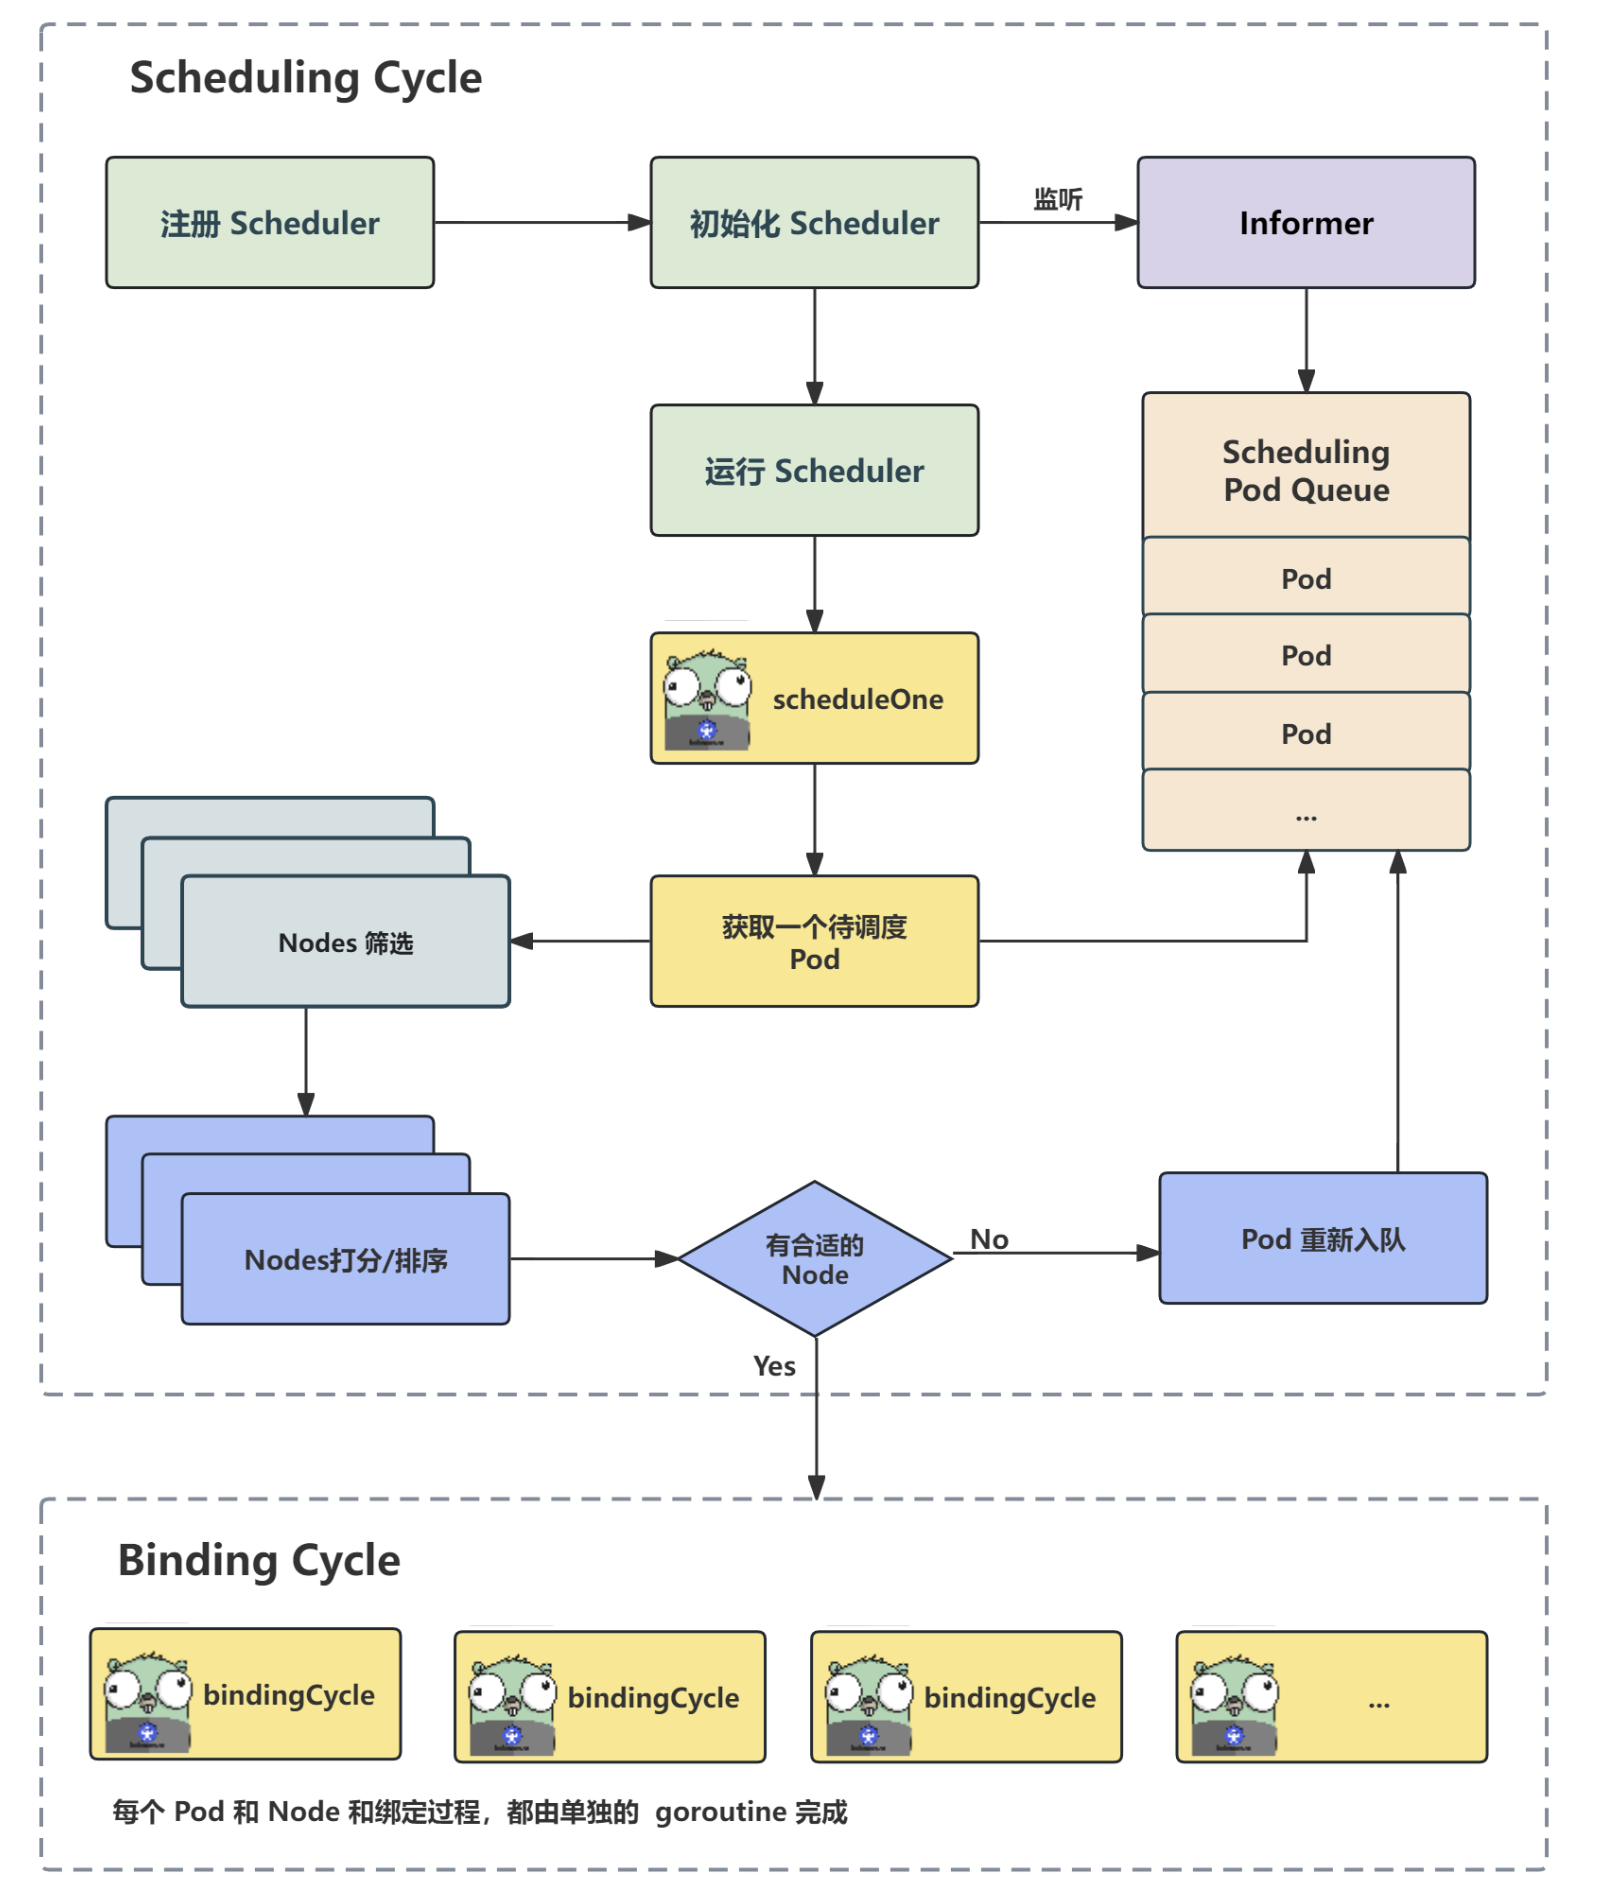 Scheduling Cycle
注册 Scheduler
初始化 Scheduler
监听
Informer
运行 Scheduler
Scheduling
Pod Queue
Pod
Pod
Pod
...
scheduleOne
获取一个待调度
Pod
Nodes 筛选
Nodes打分/排序
有合适的
Node
No
Pod 重新入队
Yes
Binding Cycle
bindingCycle
bindingCycle
bindingCycle
...
每个 Pod 和 Node 和绑定过程，都由单独的 goroutine 完成